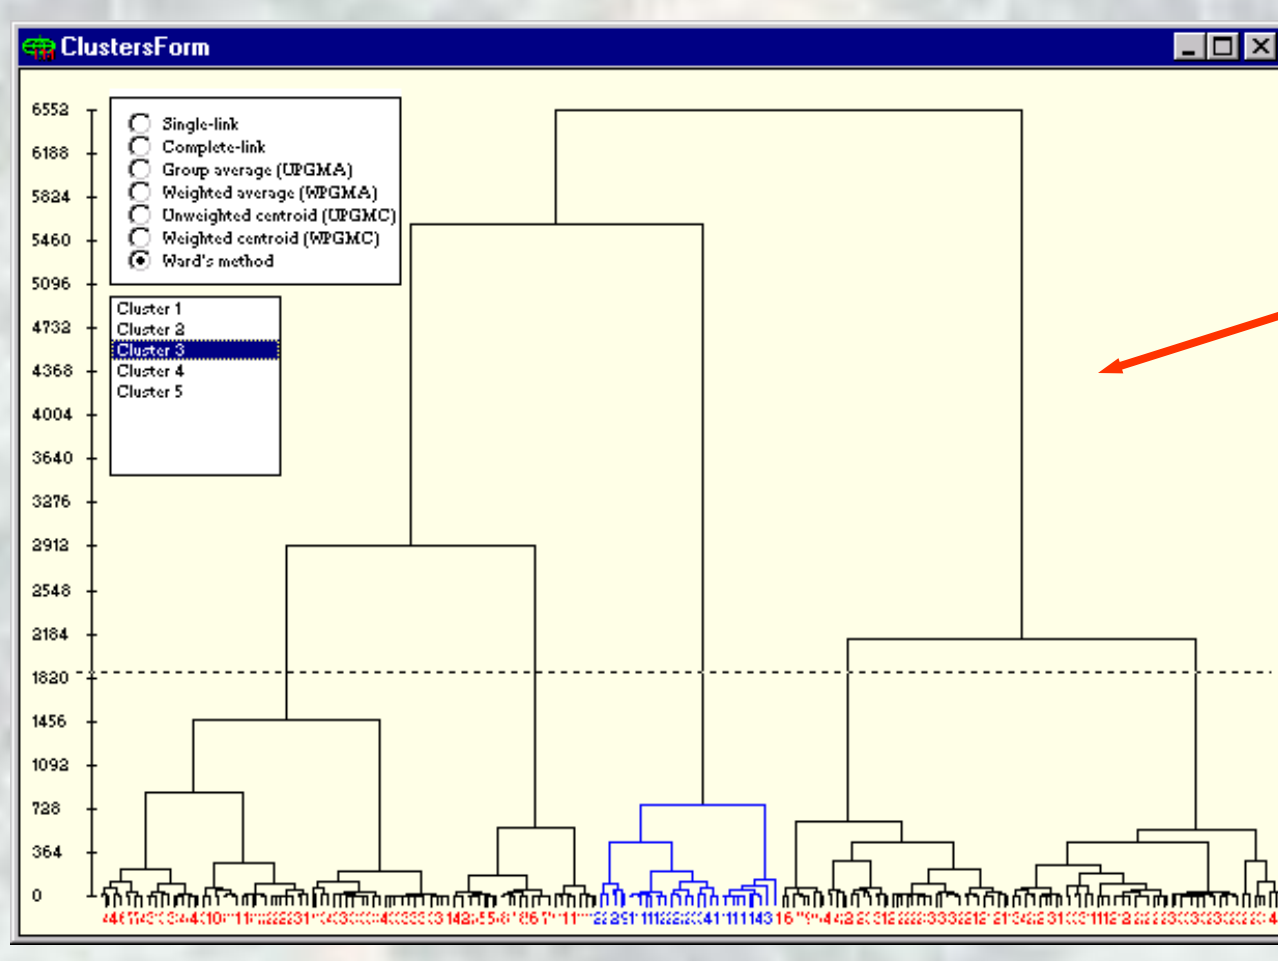 ClustersForm
6552
6188
5824
5460
5096
4732
4368
4004
3640
3276
2912
2548
2184
1820
1456
1092
728
364
0
Single-link
Complete-link
Group average (UPGMA)
Weighted average (WPGMA)
Unweighted centroid (UPGMC)
Weighted centroid (WPGMC)
Ward's method
Cluster 1
Cluster 2
Cluster 3
Cluster 4
Cluster 5